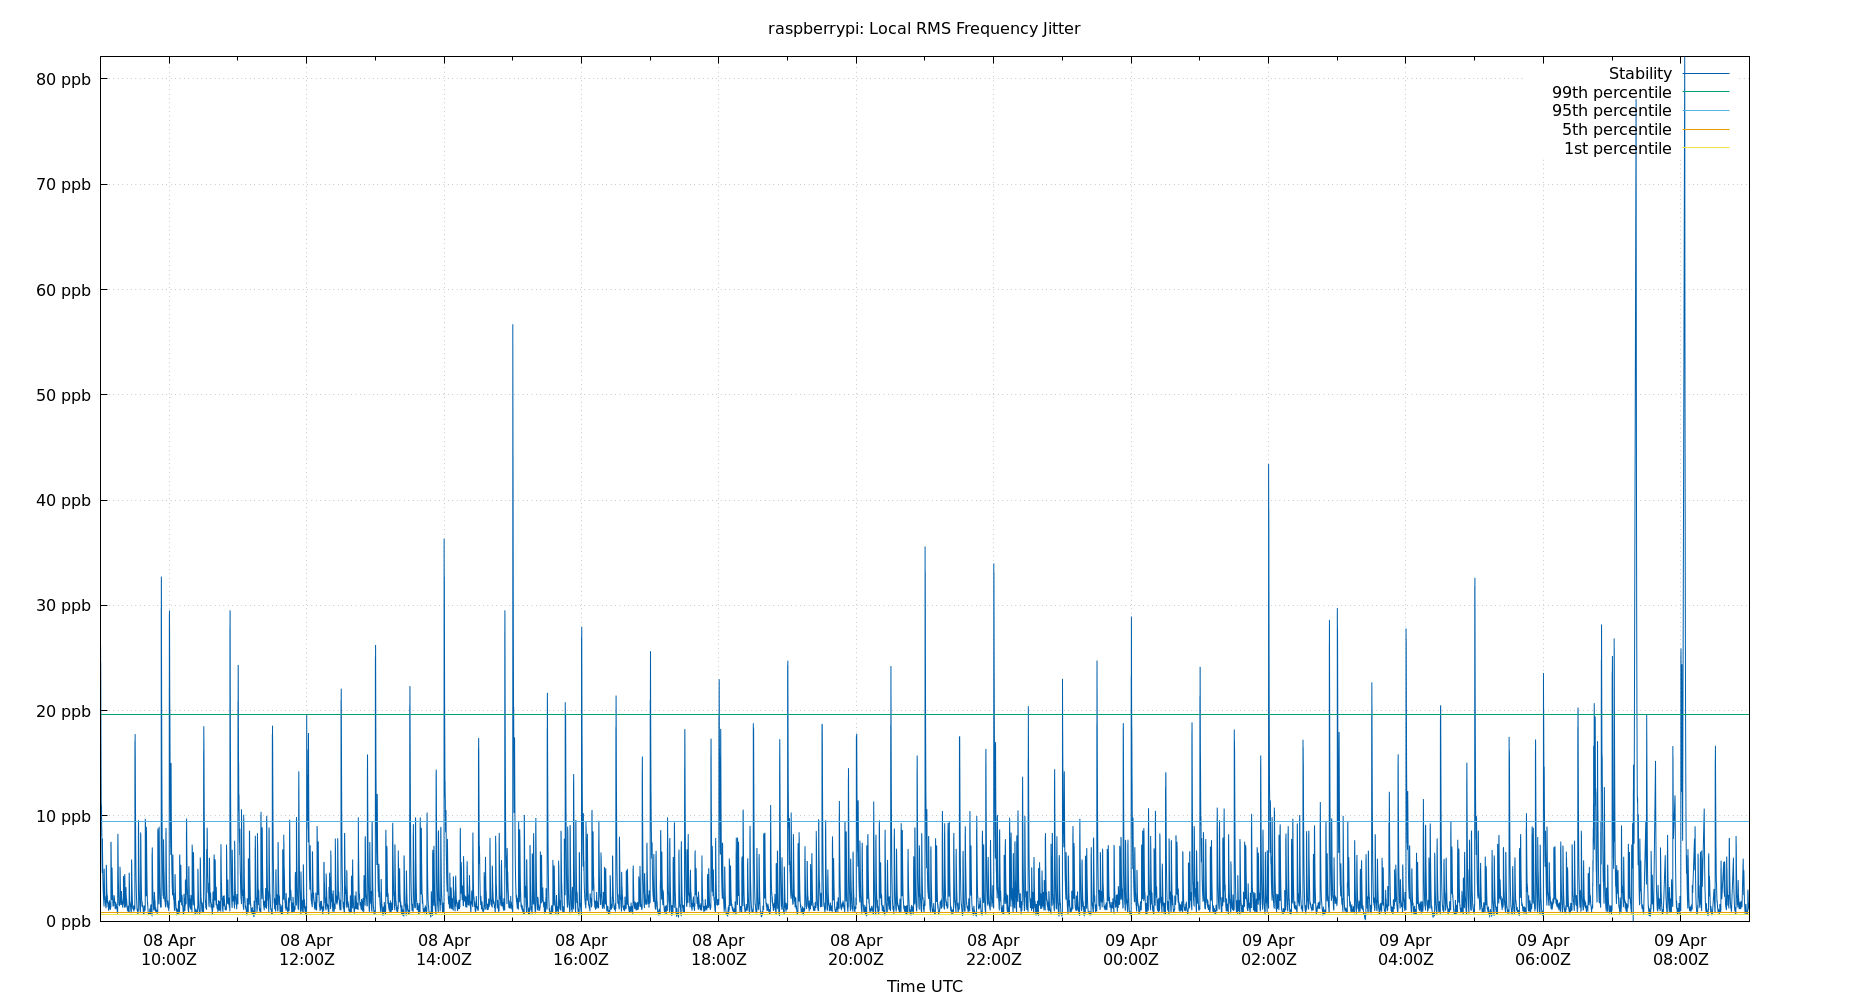 raspberrypi: Local RMS Frequency Jitter
80 ppb
70 ppb
60 ppb
50 ppb
40 ppb
30 ppb
20 ppb
10 ppb
0 ppb
Stability
99th percentile
95th percentile
5th percentile
1st percentile
08 Apr
10:00Z
08 Apr
12:00Z
08 Apr
14:00Z
08 Apr
16:00Z
08 Apr
18:00Z
08 Apr
20:00Z
08 Apr
22:00Z
09 Apr
00:00Z
09 Apr
02:00Z
09 Apr
04:00Z
09 Apr
06:00Z
09 Apr
08:00Z
Time UTC